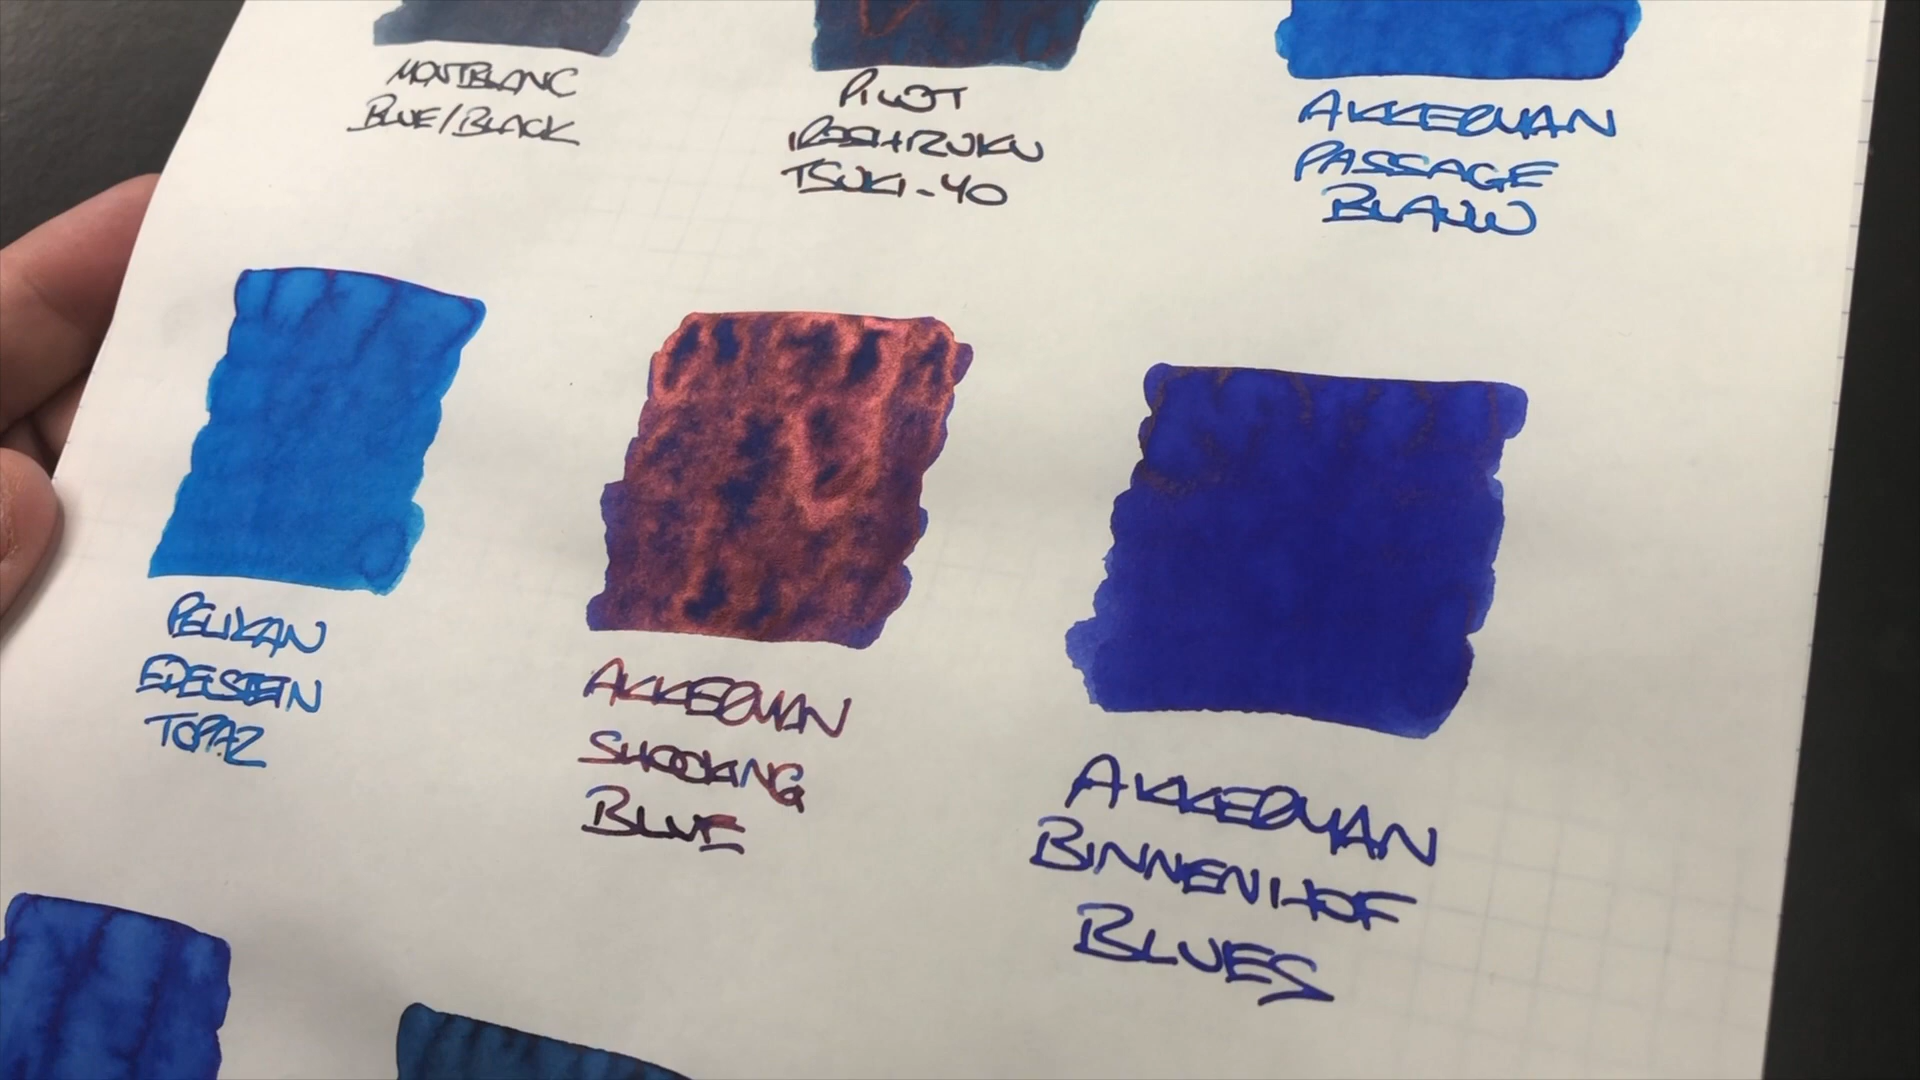 MONTBLANC
BLUE/BLACK
PILOT
IROSHIZUKU
TSUKI-YO
AKKERMAN
PASSAGE
BLAUW
PELIKAN
EDELSTEIN
TOPAZ
AKKERMAN
SHOCKING
BLUE
AKKERMAN
BINNENHOF
BLUES